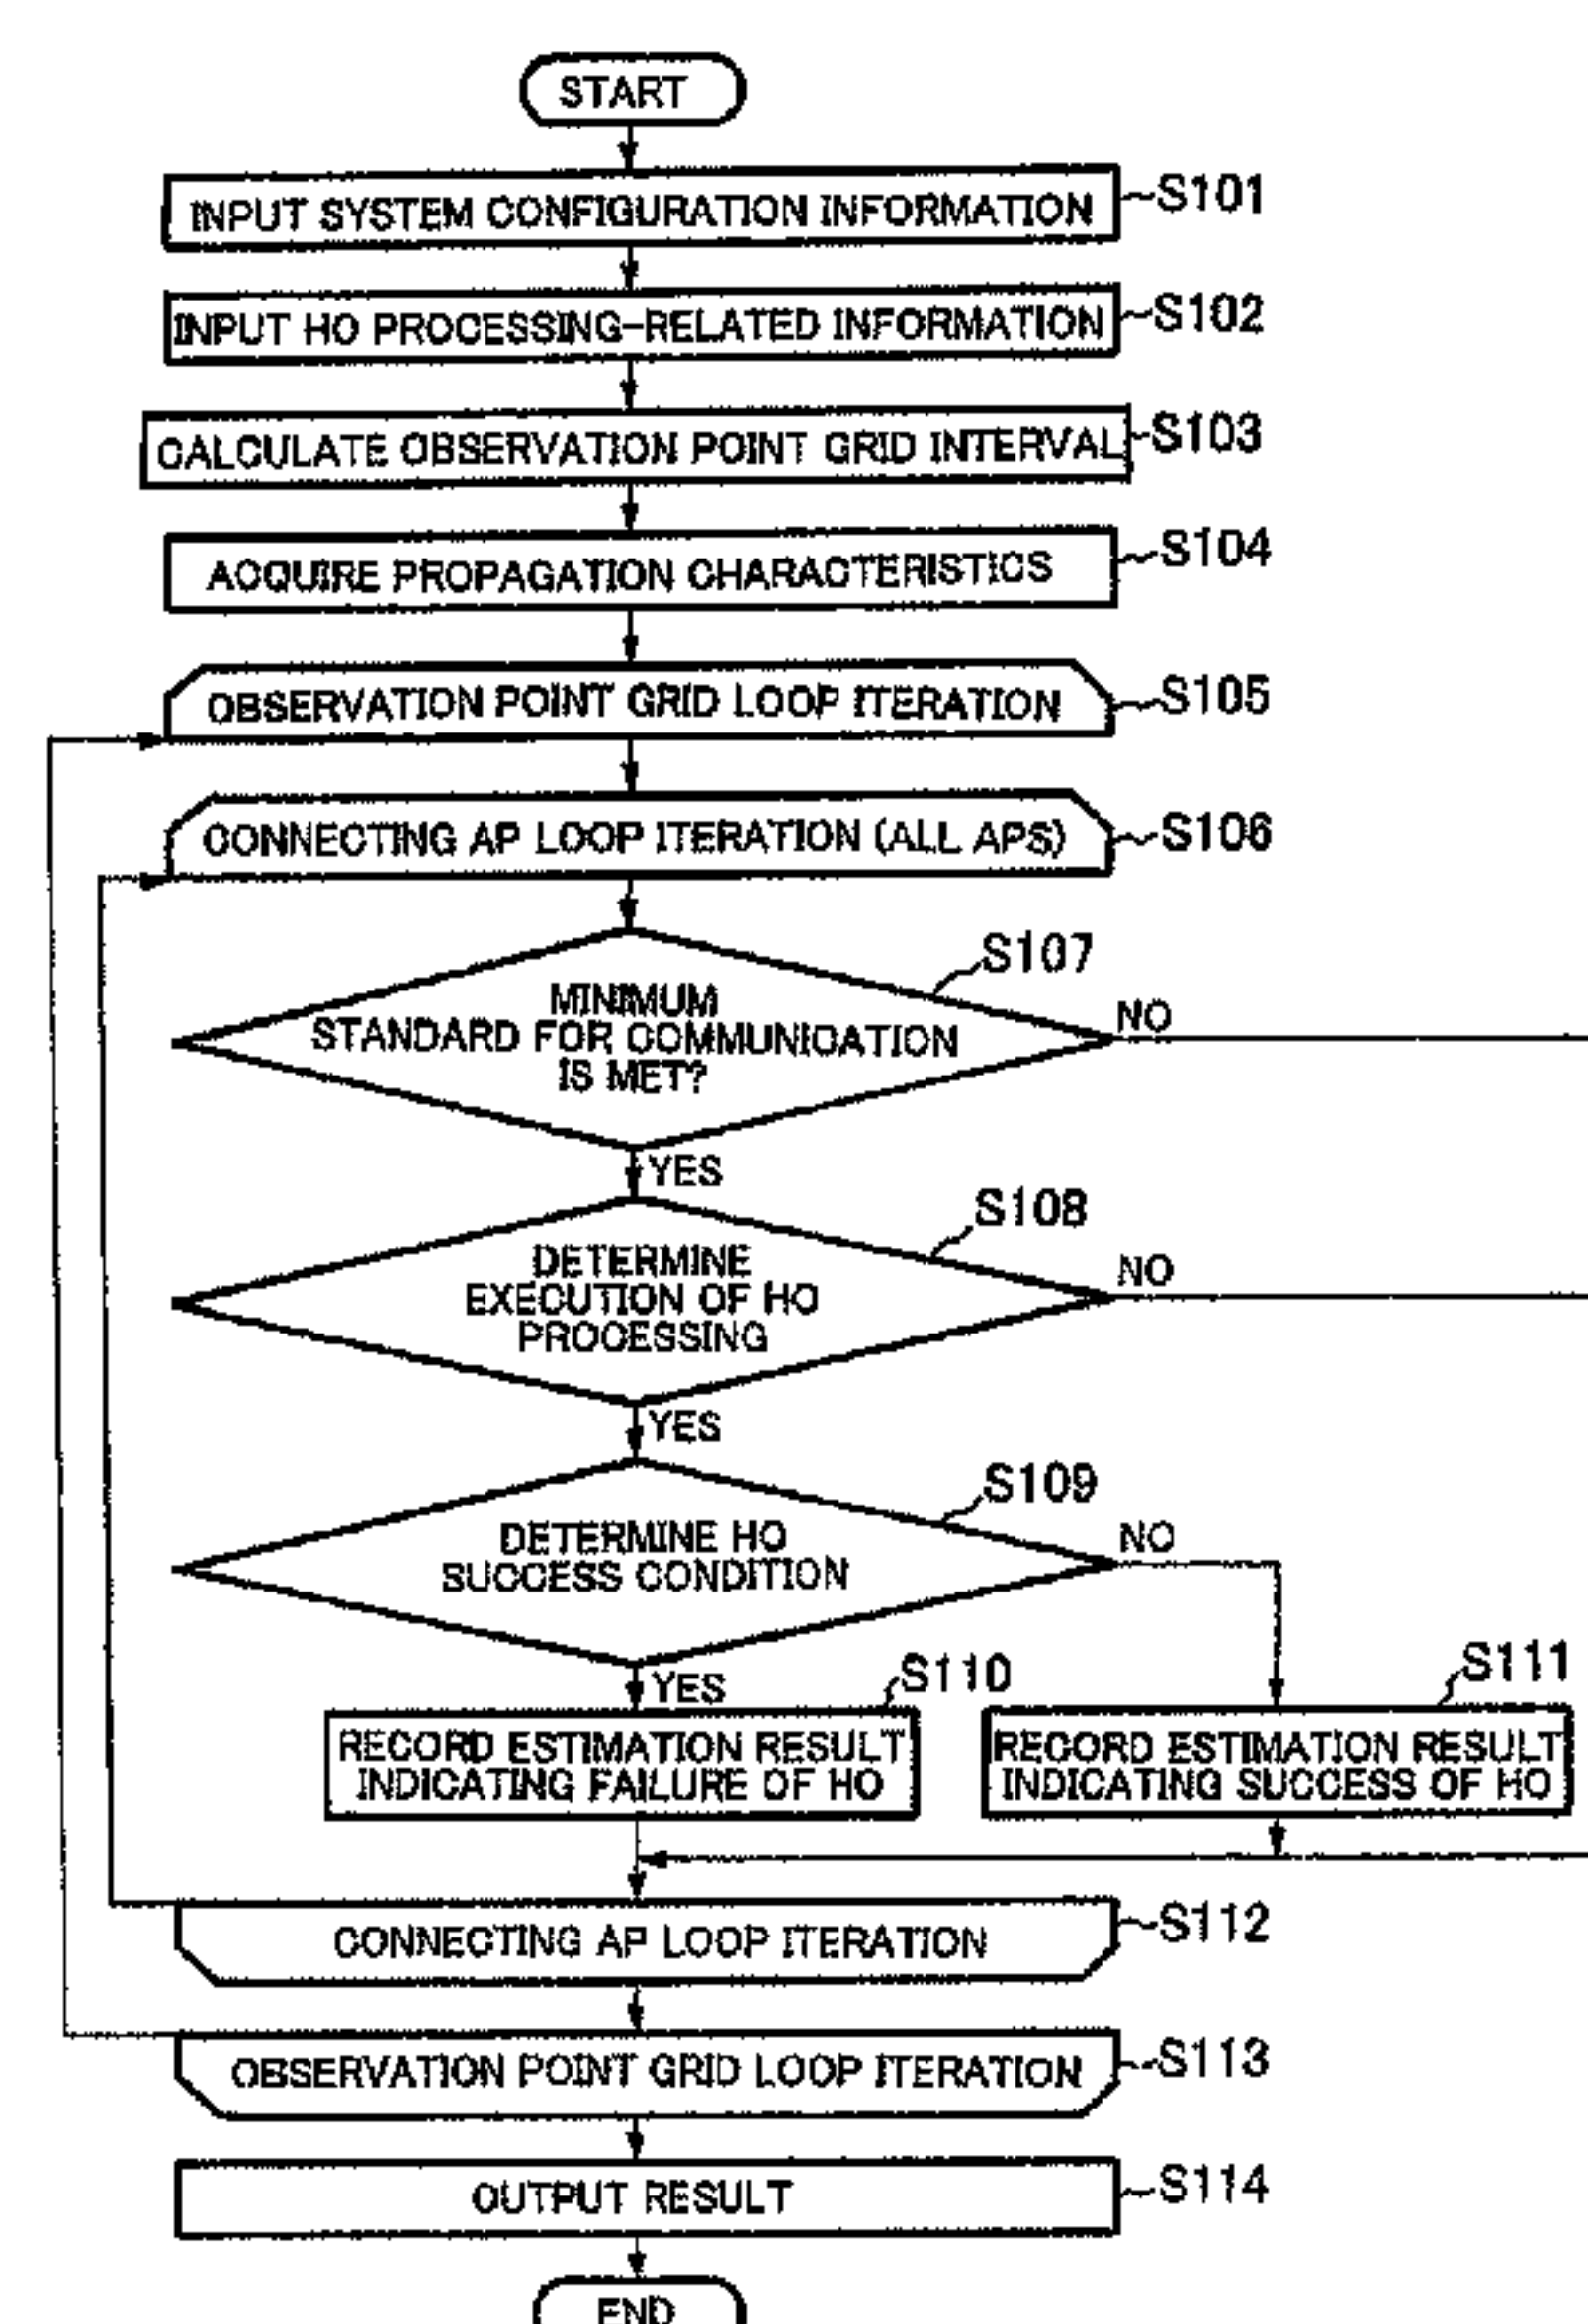 START
INPUT SYSTEM CONFIGURATION INFORMATION
S101
INPUT HO PROCESSING-RELATED INFORMATION
S102
CALCULATE OBSERVATION POINT GRID INTERVAL
S103
ACQUIRE PROPAGATION CHARACTERISTICS
S104
OBSERVATION POINT GRID LOOP ITERATION
S105
CONNECTING AP LOOP ITERATION (ALL APS)
S106
S107
MINIMUM
STANDARD FOR COMMUNICATION
IS MET?
NO
YES
S108
DETERMINE
EXECUTION OF HO
PROCESSING
NO
YES
S109
DETERMINE HO
SUCCESS CONDITION
NO
YES
S110
RECORD ESTIMATION RESULT
INDICATING FAILURE OF HO
S111
RECORD ESTIMATION RESULT
INDICATING SUCCESS OF HO
CONNECTING AP LOOP ITERATION
S112
OBSERVATION POINT GRID LOOP ITERATION
S113
OUTPUT RESULT
S114
END